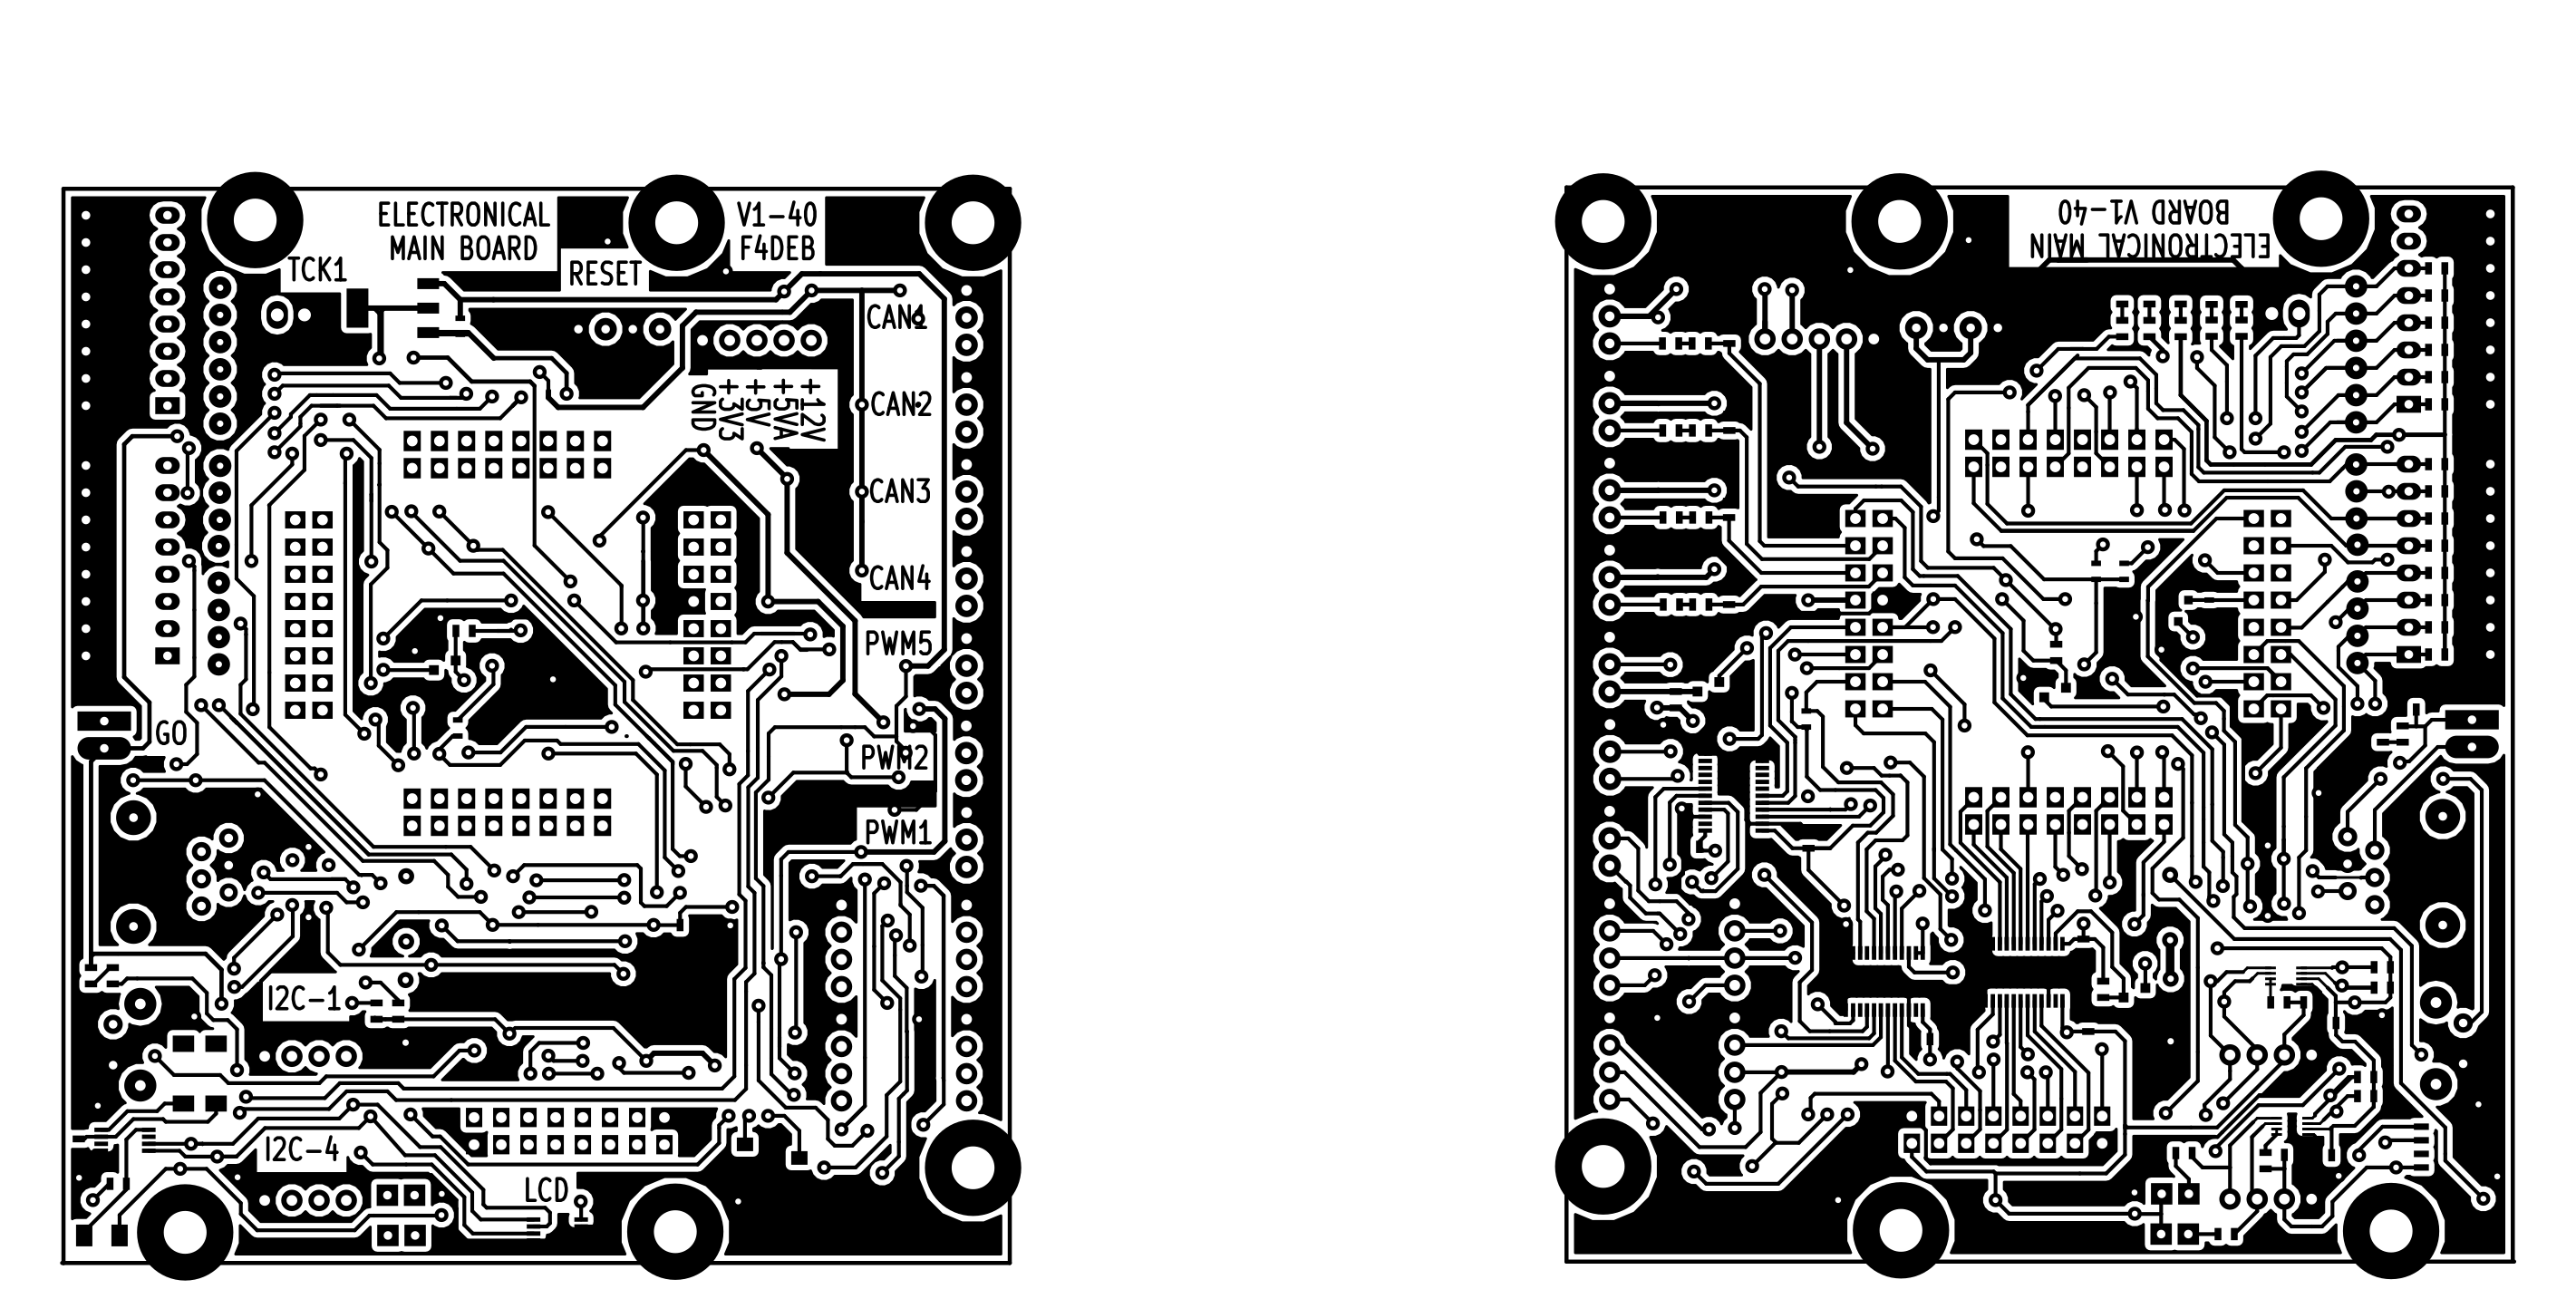 ELECTRONICAL
MAIN BOARD
V1-40
F4DEB
TCK1
RESET
CAN1
GND
+3V3
+5V
+5VA
+12V
CAN2
CAN3
CAN4
PWM5
GO
PWM2
PWM1
I2C-1
I2C-4
LCD
ELECTRONICAL MAIN
BOARD V1-40